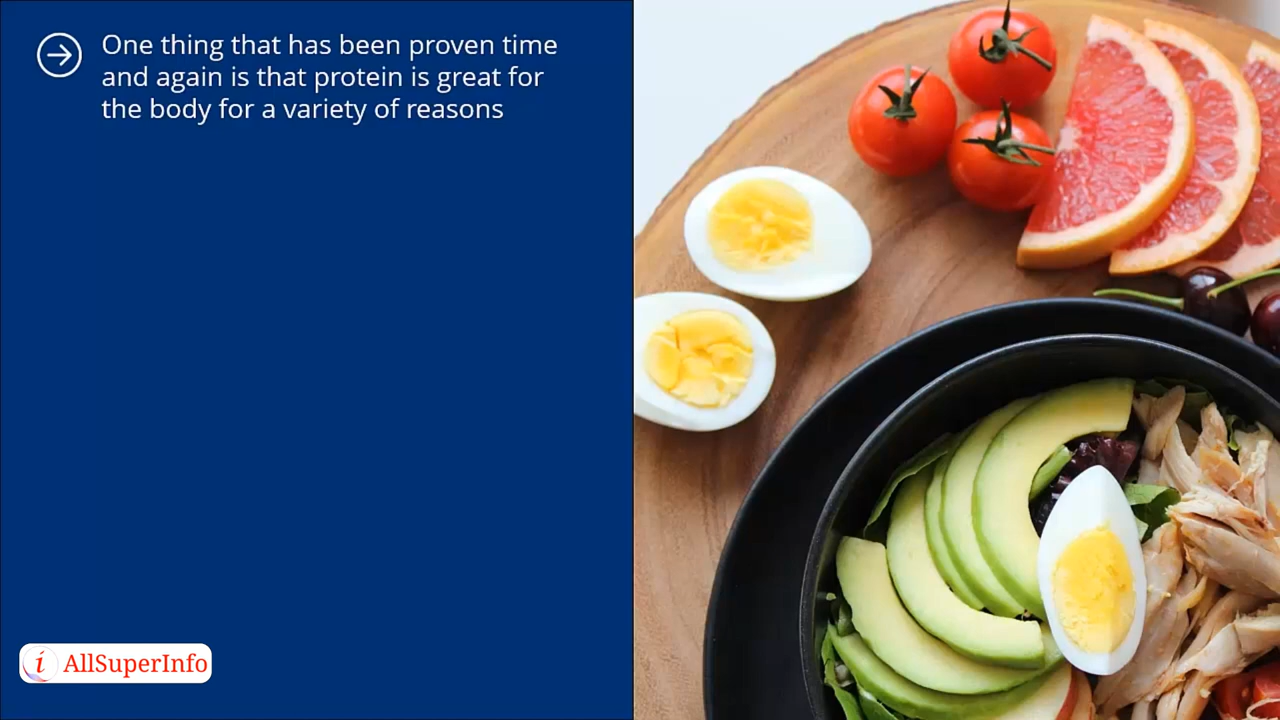 One thing that has been proven time
and again is that protein is great for
the body for a variety of reasons
i AllSuperInfo